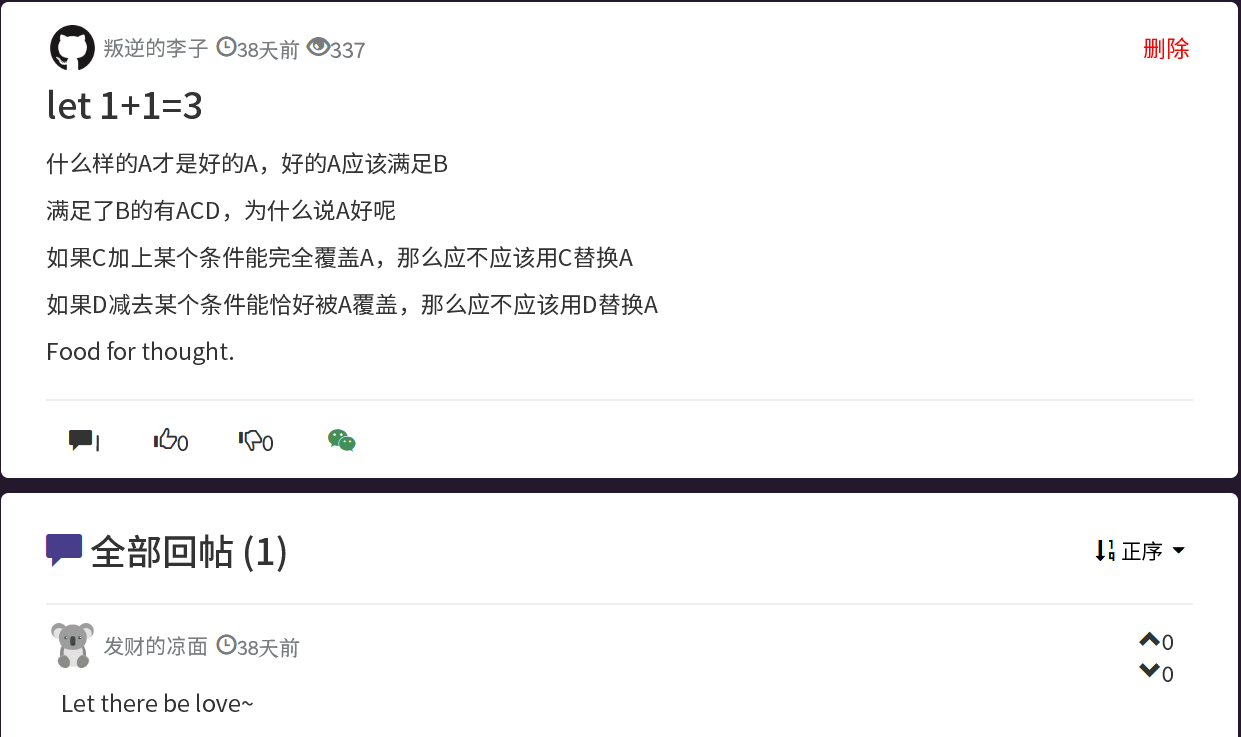 叛逆的李子 38天前 337 删除
let 1+1=3
什么样的A才是好的A，好的A应该满足B
满足了B的有ACD，为什么说A好呢
如果C加上某个条件能完全覆盖A，那么应不应该用C替换A
如果D减去某个条件能恰好被A覆盖，那么应不应该用D替换A
Food for thought.
1 0 0
全部回帖 (1) 正序
发财的凉面 38天前 0
0
Let there be love~